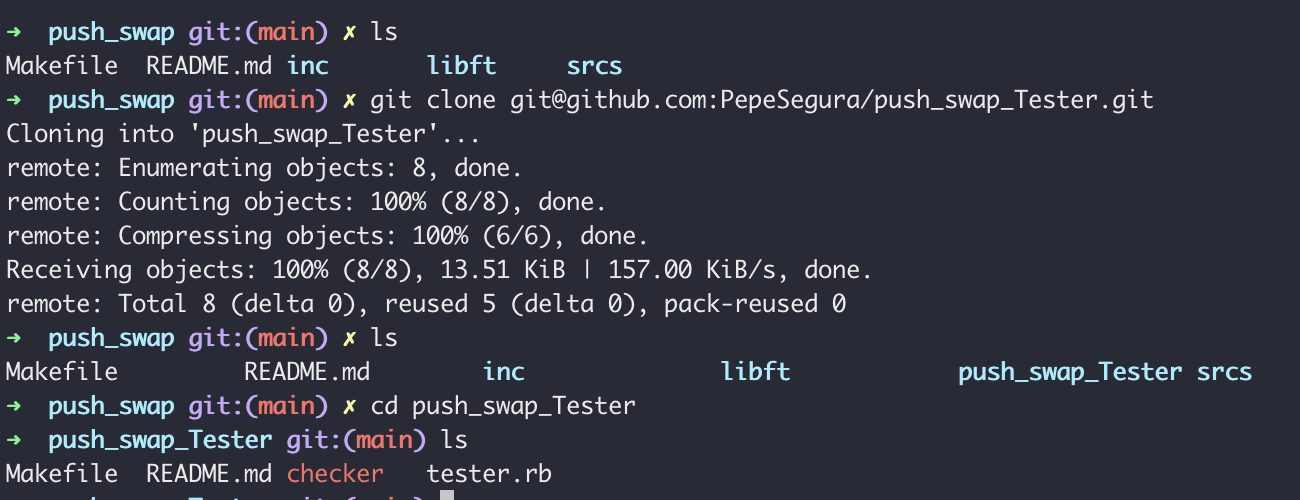 ➜ push_swap git:(main) ✗ ls
Makefile README.md inc libft srcs
➜ push_swap git:(main) ✗ git clone git@github.com:PepeSegura/push_swap_Tester.git
Cloning into 'push_swap_Tester'...
remote: Enumerating objects: 8, done.
remote: Counting objects: 100% (8/8), done.
remote: Compressing objects: 100% (6/6), done.
Receiving objects: 100% (8/8), 13.51 KiB | 157.00 KiB/s, done.
remote: Total 8 (delta 0), reused 5 (delta 0), pack-reused 0
➜ push_swap git:(main) ✗ ls
Makefile README.md inc libft push_swap_Tester srcs
➜ push_swap git:(main) ✗ cd push_swap_Tester
➜ push_swap_Tester git:(main) ls
Makefile README.md checker tester.rb